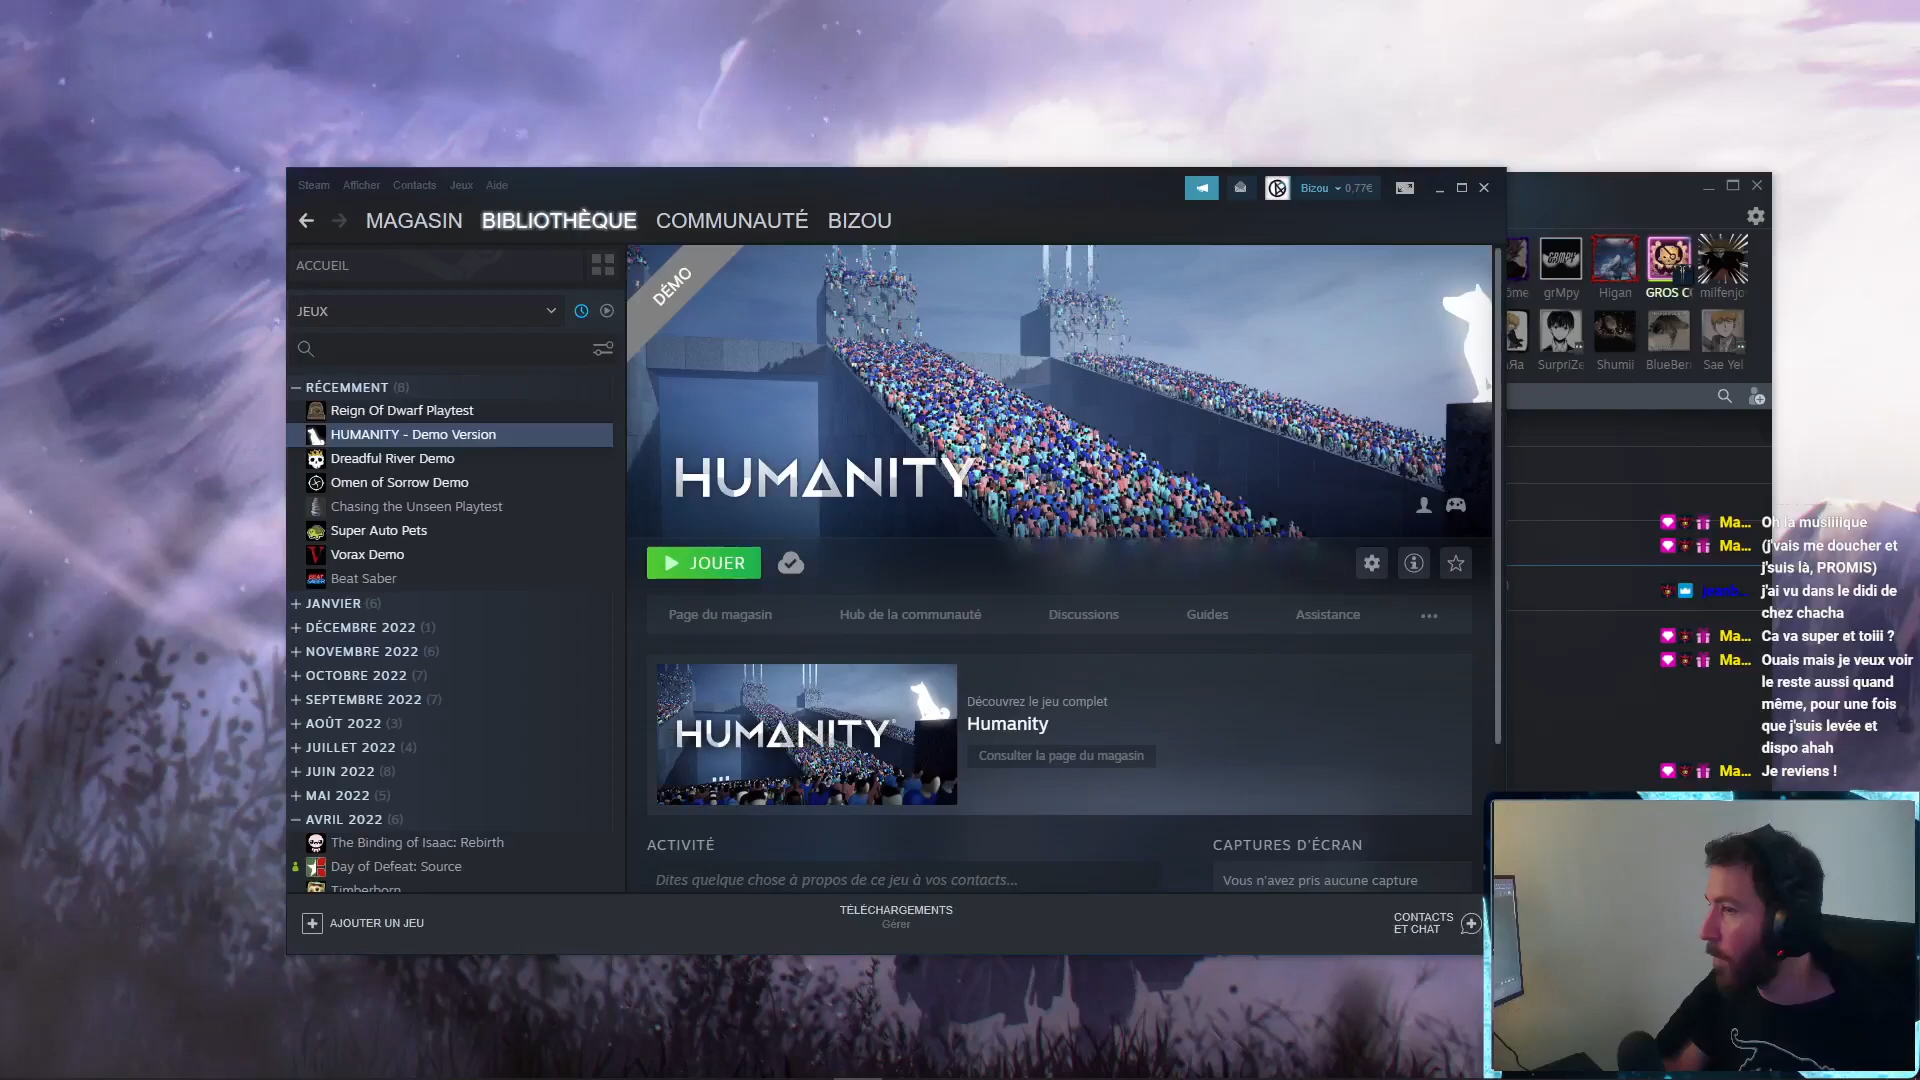 Steam Afficher Contacts Jeux Aide
Bizou 0,77€
MAGASIN BIBLIOTHÈQUE COMMUNAUTÉ BIZOU
ACCUEIL
JEUX
RÉCEMMENT (8)
Reign Of Dwarf Playtest
HUMANITY - Demo Version
Dreadful River Demo
Omen of Sorrow Demo
Chasing the Unseen Playtest
Super Auto Pets
Vorax Demo
Beat Saber
JANVIER (6)
DÉCEMBRE 2022 (1)
NOVEMBRE 2022 (6)
OCTOBRE 2022 (7)
SEPTEMBRE 2022 (7)
AOÛT 2022 (3)
JUILLET 2022 (4)
JUIN 2022 (8)
MAI 2022 (5)
AVRIL 2022 (6)
The Binding of Isaac: Rebirth
Day of Defeat: Source
Timberborn
AJOUTER UN JEU
DÉMO
HUMANITY
JOUER
Page du magasin Hub de la communauté Discussions Guides Assistance
HUMANITY
Découvrez le jeu complet
Humanity
Consulter la page du magasin
ACTIVITÉ
Dites quelque chose à propos de ce jeu à vos contacts...
CAPTURES D'ÉCRAN
Vous n'avez pris aucune capture
TÉLÉCHARGEMENTS
Gérer
CONTACTS
ET CHAT
grMpy Higan GROS milfenjo
SurpriZe Shumii BlueBer Sae Yel
Ma... Oh la musiiiique
Ma... (j'vais me doucher et
j'suis là, PROMIS)
j'ai vu dans le didi de
chez chacha
Ma... Ca va super et toiii ?
Ma... Ouais mais je veux voir
le reste aussi quand
même, pour une fois
que j'suis levée et
dispo ahah
Ma... Je reviens !